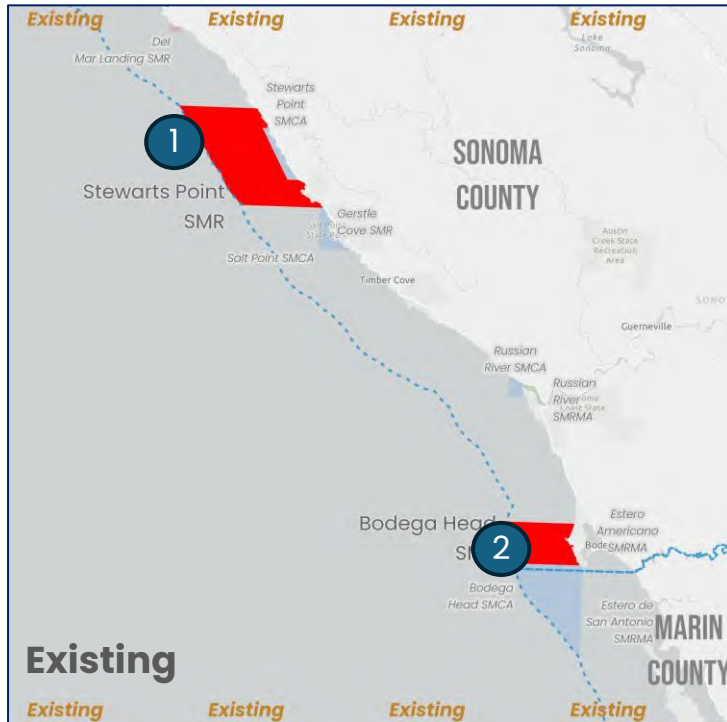 Existing Existing Existing Existing
Del
Mar Landing SMR
Lake
Sonoma
Stewarts
Point
SMCA
1
SONOMA
COUNTY
Stewarts Point
SMR
Gerstle
Cove SMR
Salt Point SMCA
Austin
Creek State
Recreation
Area
Timber Cove
Guerneville
Russian
River SMCA
Russian
River
SMRMA
Bodega Head
2
Estero
Americano
SMRMA
Bodega
Head SMCA
Estero de
San Antonio
SMRMA
MARIN
COUNTY
Existing
Existing Existing Existing Existing